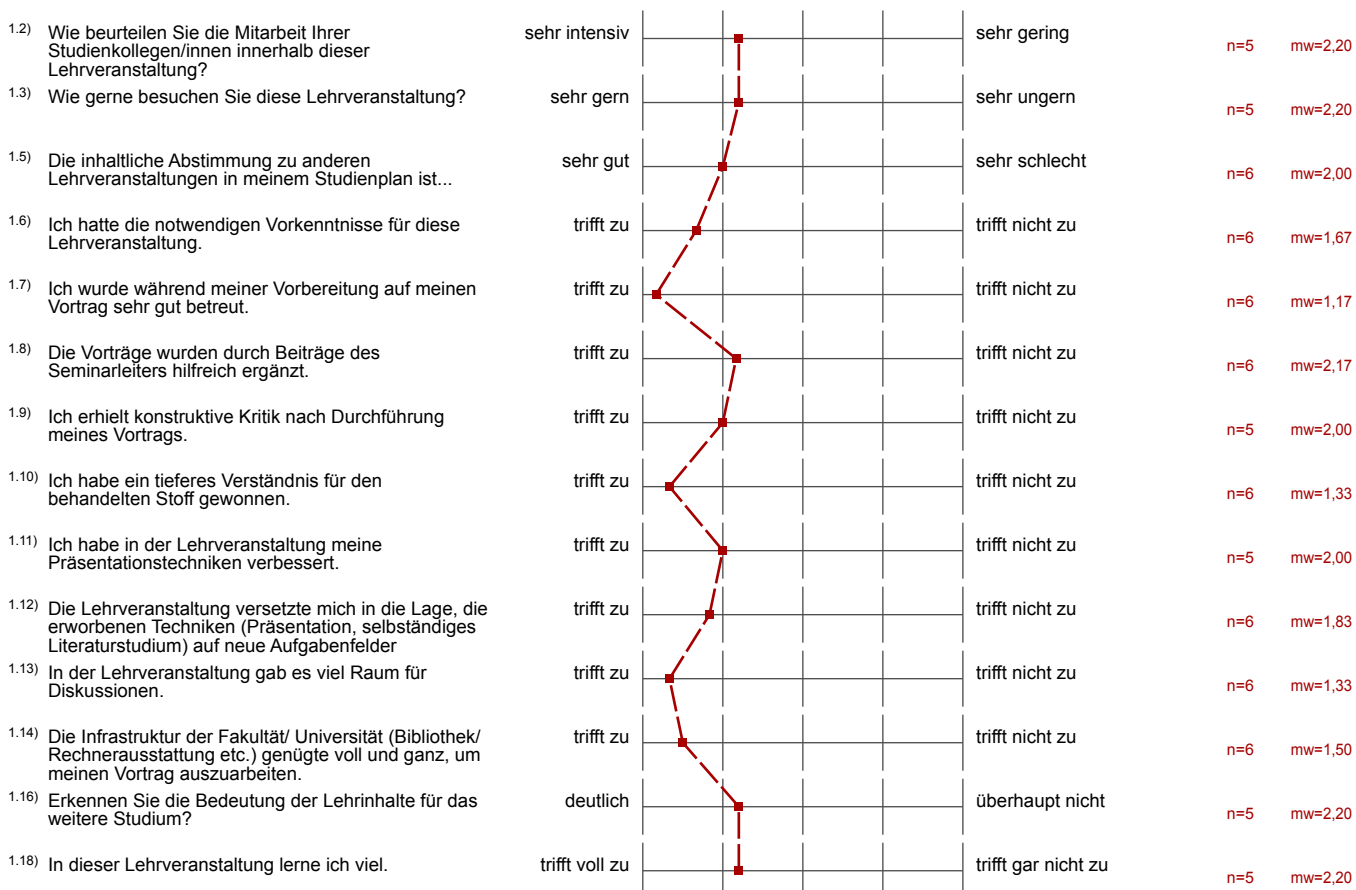 1.2) Wie beurteilen Sie die Mitarbeit Ihrer
Studienkollegen/innen innerhalb dieser
Lehrveranstaltung?
sehr intensiv sehr gering n=5 mw=2,20
1.3) Wie gerne besuchen Sie diese Lehrveranstaltung?
sehr gern sehr ungern n=5 mw=2,20
1.5) Die inhaltliche Abstimmung zu anderen
Lehrveranstaltungen in meinem Studienplan ist...
sehr gut sehr schlecht n=6 mw=2,00
1.6) Ich hatte die notwendigen Vorkenntnisse für diese
Lehrveranstaltung.
trifft zu trifft nicht zu n=6 mw=1,67
1.7) Ich wurde während meiner Vorbereitung auf meinen
Vortrag sehr gut betreut.
trifft zu trifft nicht zu n=6 mw=1,17
1.8) Die Vorträge wurden durch Beiträge des
Seminarleiters hilfreich ergänzt.
trifft zu trifft nicht zu n=6 mw=2,17
1.9) Ich erhielt konstruktive Kritik nach Durchführung
meines Vortrags.
trifft zu trifft nicht zu n=5 mw=2,00
1.10) Ich habe ein tieferes Verständnis für den
behandelten Stoff gewonnen.
trifft zu trifft nicht zu n=6 mw=1,33
1.11) Ich habe in der Lehrveranstaltung meine
Präsentationstechniken verbessert.
trifft zu trifft nicht zu n=5 mw=2,00
1.12) Die Lehrveranstaltung versetzte mich in die Lage, die
erworbenen Techniken (Präsentation, selbständiges
Literaturstudium) auf neue Aufgabenfelder
trifft zu trifft nicht zu n=6 mw=1,83
1.13) In der Lehrveranstaltung gab es viel Raum für
Diskussionen.
trifft zu trifft nicht zu n=6 mw=1,33
1.14) Die Infrastruktur der Fakultät/ Universität (Bibliothek/
Rechnerausstattung etc.) genügte voll und ganz, um
meinen Vortrag auszuarbeiten.
trifft zu trifft nicht zu n=6 mw=1,50
1.16) Erkennen Sie die Bedeutung der Lehrinhalte für das
weitere Studium?
deutlich überhaupt nicht n=5 mw=2,20
1.18) In dieser Lehrveranstaltung lerne ich viel.
trifft voll zu trifft gar nicht zu n=5 mw=2,20